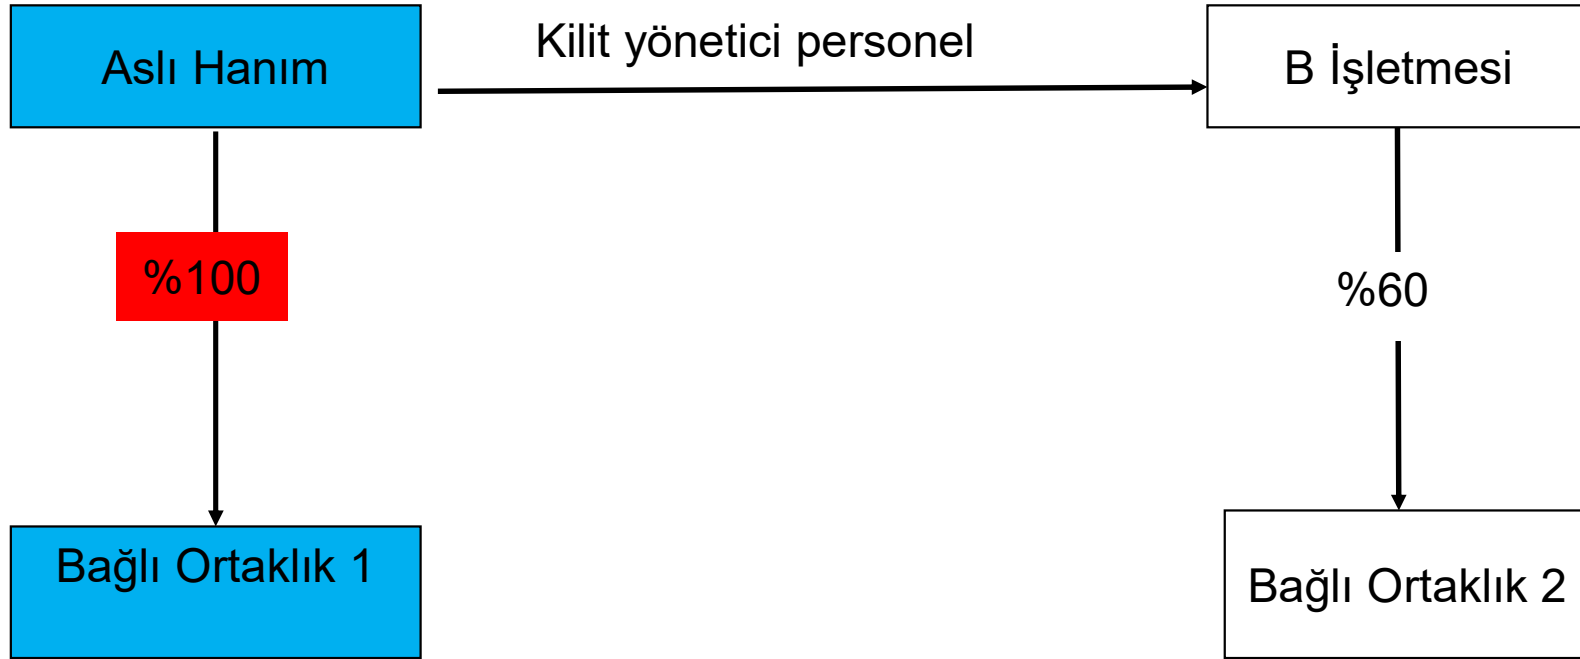 Aslı Hanım
Kilit yönetici personel
B İşletmesi
%100
%60
Bağlı Ortaklık 1
Bağlı Ortaklık 2